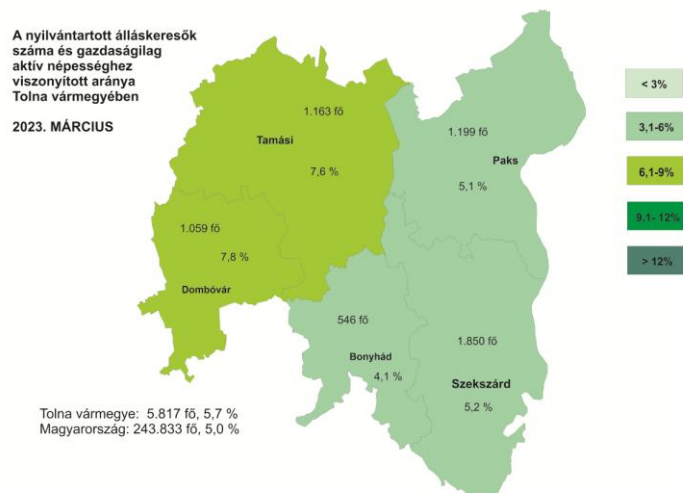 A nyilvántartott álláskeresők
száma és gazdaságilag
aktív népességhez
viszonyított aránya
Tolna vármegyében
2023. MÁRCIUS
1.163 fő
Tamási
7,6 %
1.199 fő
Paks
5,1 %
1.059 fő
7,8 %
Dombóvár
546 fő
Bonyhád
4,1 %
1.850 fő
Szekszárd
5,2 %
< 3%
3,1-6%
6,1-9%
9.1- 12%
> 12%
Tolna vármegye: 5.817 fő, 5,7 %
Magyarország: 243.833 fő, 5,0 %